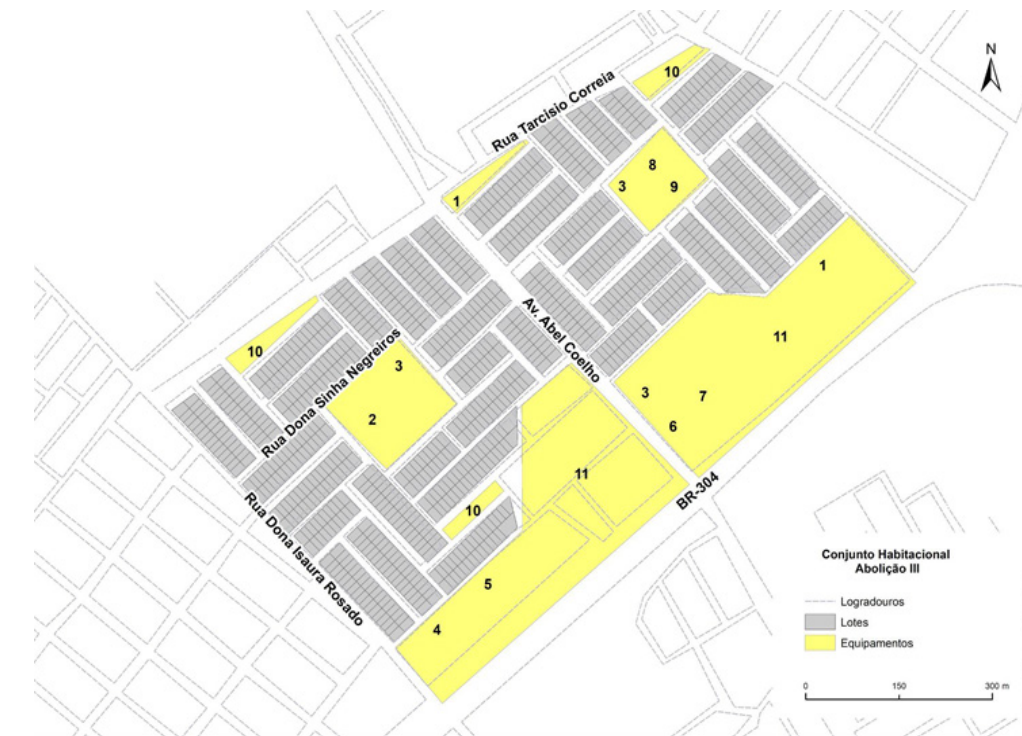 N
10
Rua Tarcisio Correia
8
3
9
1
1
Av. Abel Coelho
10
Rua Dona Sinha Negreiros
3
2
11
3
7
6
11
BR-304
10
Rua Dona Isaura Rosado
5
4
Conjunto Habitacional
Abolição III
Logradouros
Lotes
Equipamentos
0 150 300 m